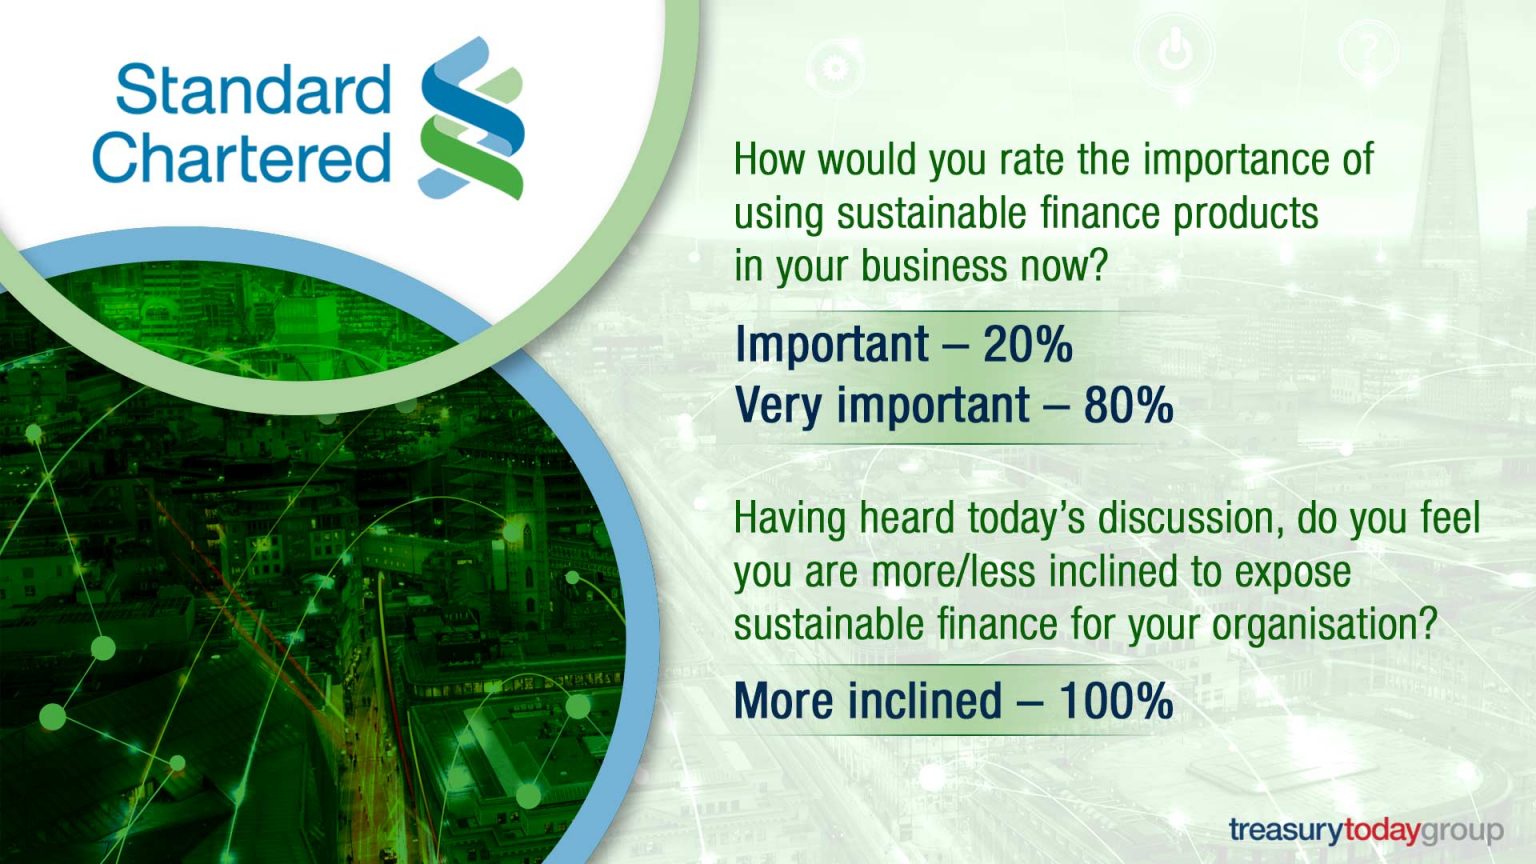 Standard
Chartered
How would you rate the importance of
using sustainable finance products
in your business now?
Important – 20%
Very important – 80%
Having heard today’s discussion, do you feel
you are more/less inclined to expose
sustainable finance for your organisation?
More inclined – 100%
treasurytodaygroup